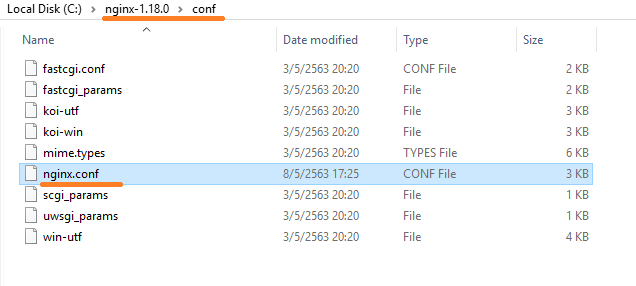 Local Disk (C:) > nginx-1.18.0 > conf
Name Date modified Type Size
fastcgi.conf 3/5/2563 20:20 CONF File 2 KB
fastcgi_params 3/5/2563 20:20 File 2 KB
koi-utf 3/5/2563 20:20 File 3 KB
koi-win 3/5/2563 20:20 File 3 KB
mime.types 3/5/2563 20:20 TYPES File 6 KB
nginx.conf 8/5/2563 17:25 CONF File 3 KB
scgi_params 3/5/2563 20:20 File 1 KB
uwsgi_params 3/5/2563 20:20 File 1 KB
win-utf 3/5/2563 20:20 File 4 KB